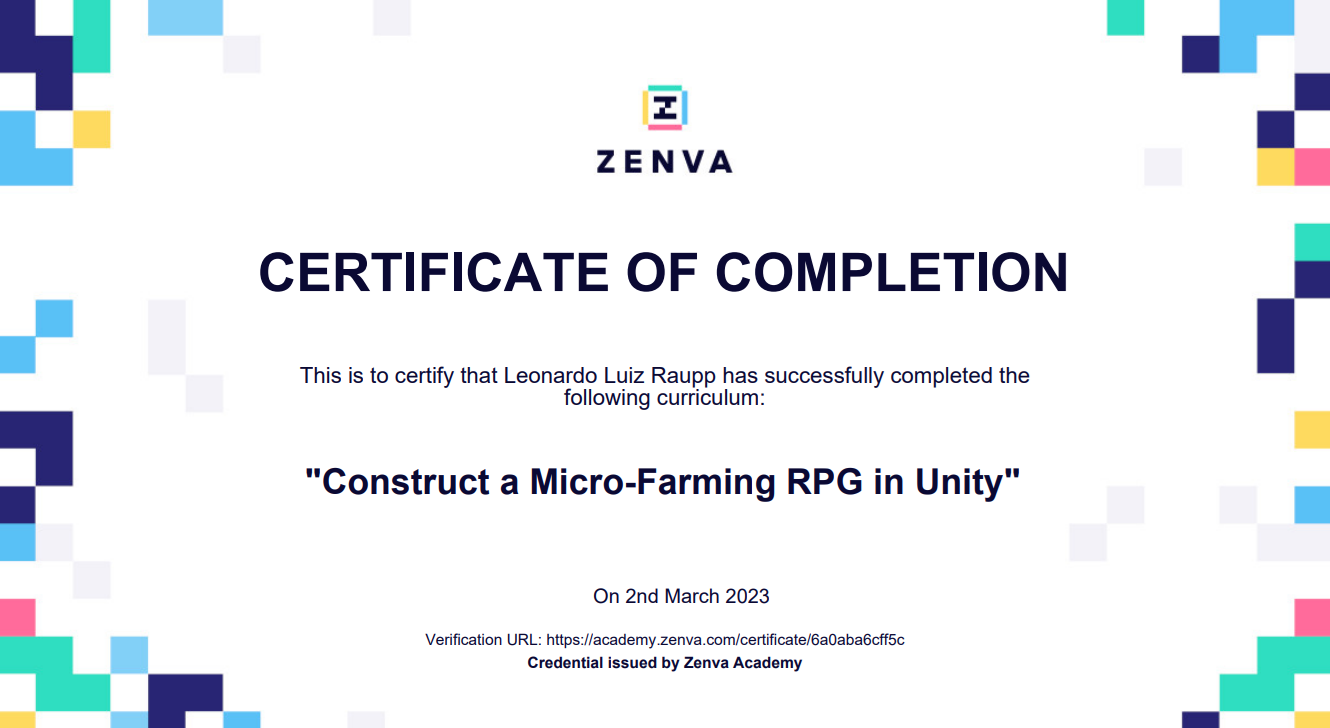 ZENVA
CERTIFICATE OF COMPLETION
This is to certify that Leonardo Luiz Raupp has successfully completed the
following curriculum:
"Construct a Micro-Farming RPG in Unity"
On 2nd March 2023
Verification URL: https://academy.zenva.com/certificate/6a0aba6cff5c
Credential issued by Zenva Academy